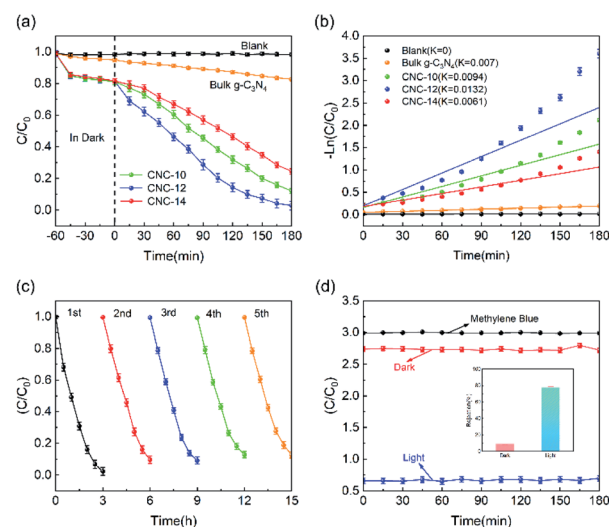 (a)
Blank
Bulk g-C₃N₄
In Dark
CNC-10
CNC-12
CNC-14
C/C₀
1.0
0.8
0.6
0.4
0.2
0.0
-60 -30 0 30 60 90 120 150 180
Time(min)
(b)
Blank(K=0)
Bulk g-C₃N₄(K=0.007)
CNC-10(K=0.0094)
CNC-12(K=0.0132)
CNC-14(K=0.0061)
-Ln(C/C₀)
4.0
3.5
3.0
2.5
2.0
1.5
1.0
0.5
0.0
0 30 60 90 120 150 180
Time(min)
(c)
1st 2nd 3rd 4th 5th
(C/C₀)
1.0
0.8
0.6
0.4
0.2
0.0
0 3 6 9 12 15
Time(h)
(d)
Methylene Blue
Dark
Light
(C/C₀)
3.5
3.0
2.5
2.0
1.5
1.0
0.5
80
60
40
20
0
Dark Light
0 30 60 90 120 150 180
Time(min)